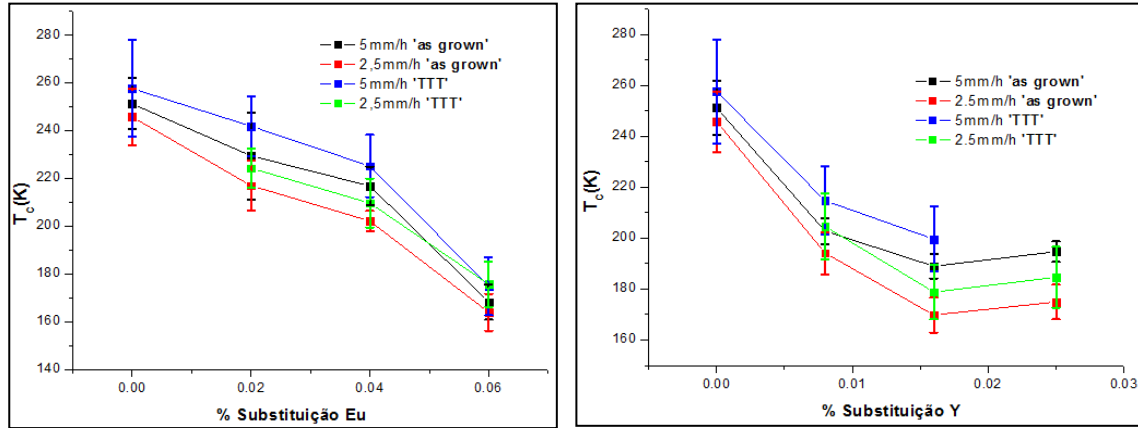 280
260
240
220
200
180
160
140
T_c(K)
5mm/h 'as grown'
2,5mm/h 'as grown'
5mm/h 'TTT'
2,5mm/h 'TTT'
0.00 0.02 0.04 0.06
% Substituição Eu
280
260
240
220
200
180
160
T_c(K)
5mm/h 'as grown'
2.5mm/h 'as grown'
5mm/h 'TTT'
2.5mm/h 'TTT'
0.00 0.01 0.02 0.03
% Substituição Y